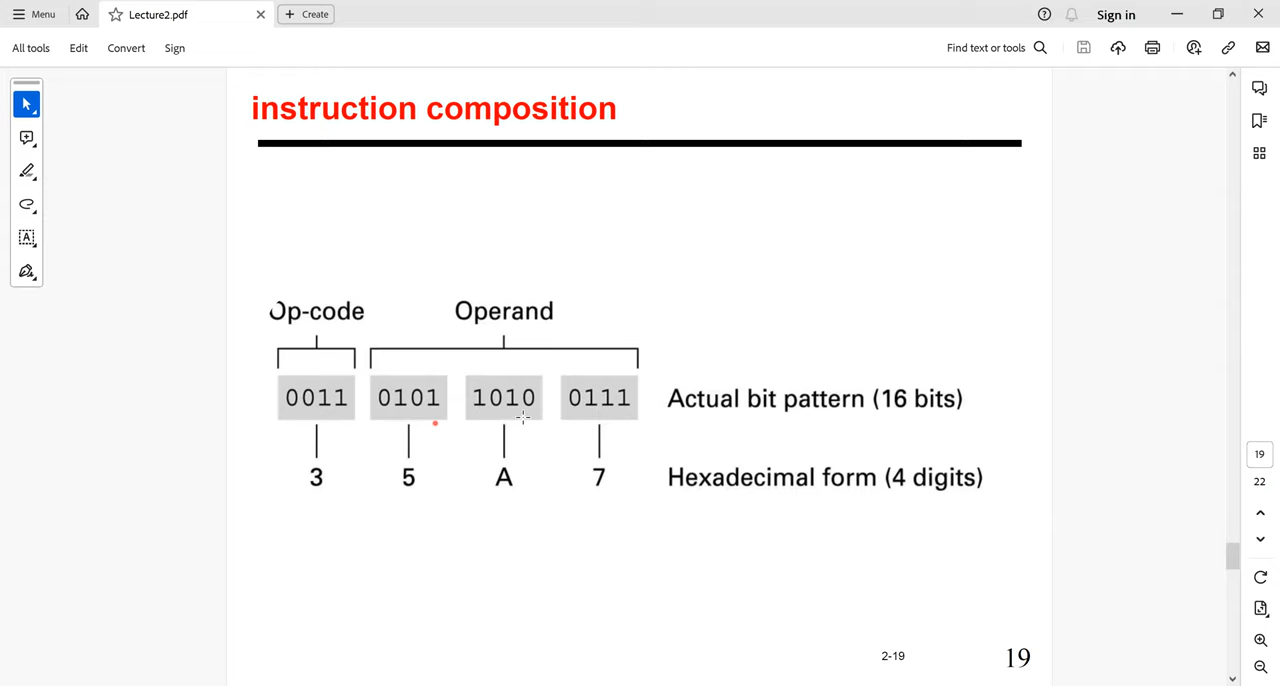 Menu
Lecture2.pdf
Create
Sign in
All tools
Edit
Convert
Sign
Find text or tools
instruction composition
Op-code
Operand
0011 0101 1010 0111 Actual bit pattern (16 bits)
3 5 A 7 Hexadecimal form (4 digits)
19
22
2-19
19